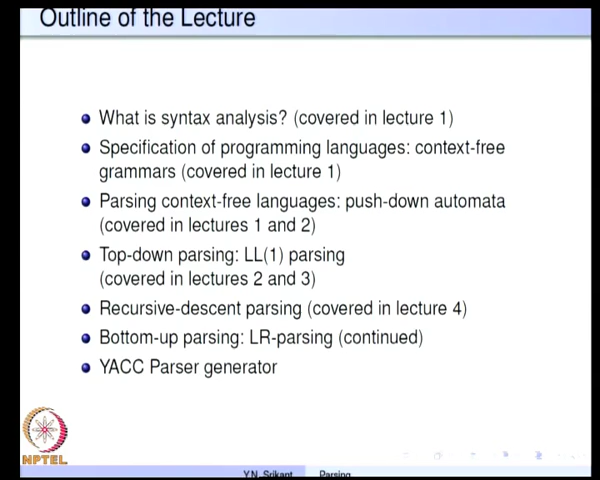 Outline of the Lecture
What is syntax analysis? (covered in lecture 1)
Specification of programming languages: context-free
grammars (covered in lecture 1)
Parsing context-free languages: push-down automata
(covered in lectures 1 and 2)
Top-down parsing: LL(1) parsing
(covered in lectures 2 and 3)
Recursive-descent parsing (covered in lecture 4)
Bottom-up parsing: LR-parsing (continued)
YACC Parser generator
NPTEL
Y.N. Srikant Parsing